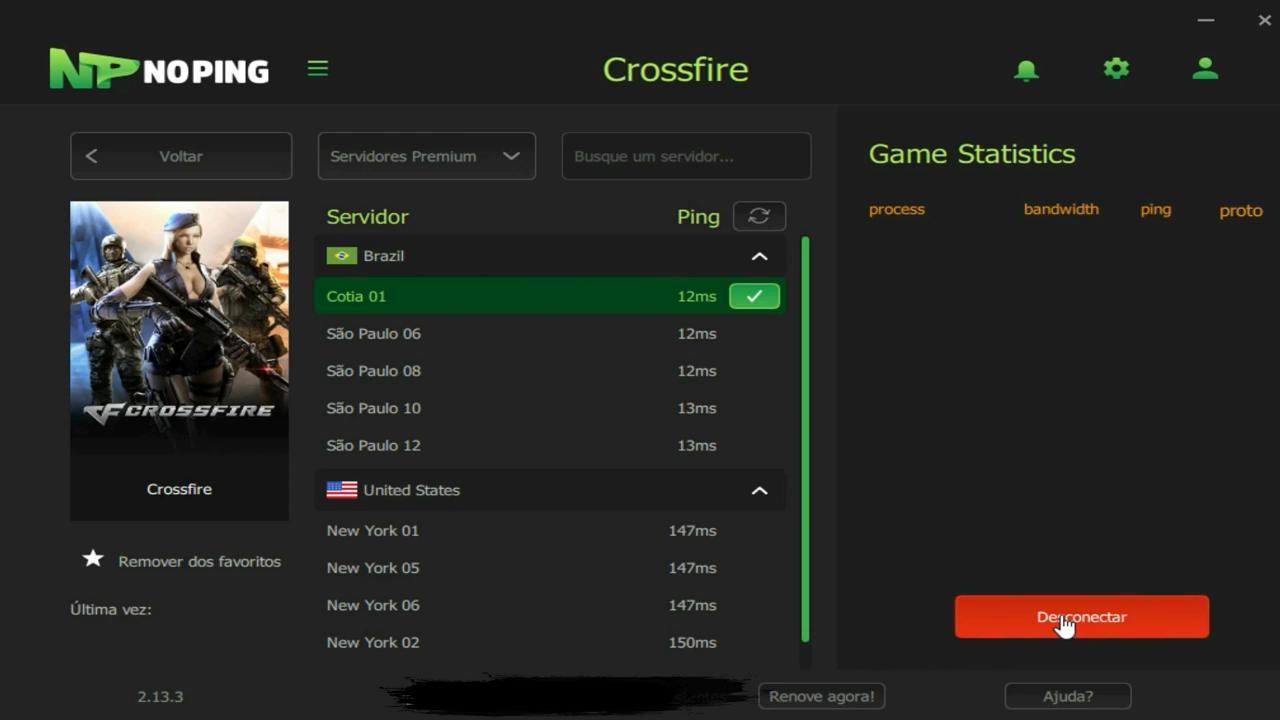 NP NOPING
Crossfire
Voltar
Servidores Premium
Busque um servidor...
Game Statistics
process bandwidth ping proto
Servidor Ping
Brazil
Cotia 01 12ms
São Paulo 06 12ms
São Paulo 08 12ms
São Paulo 10 13ms
São Paulo 12 13ms
United States
New York 01 147ms
New York 05 147ms
New York 06 147ms
New York 02 150ms
CF CROSSFIRE
Crossfire
Remover dos favoritos
Última vez:
Desconectar
2.13.3
Renove agora!
Ajuda?